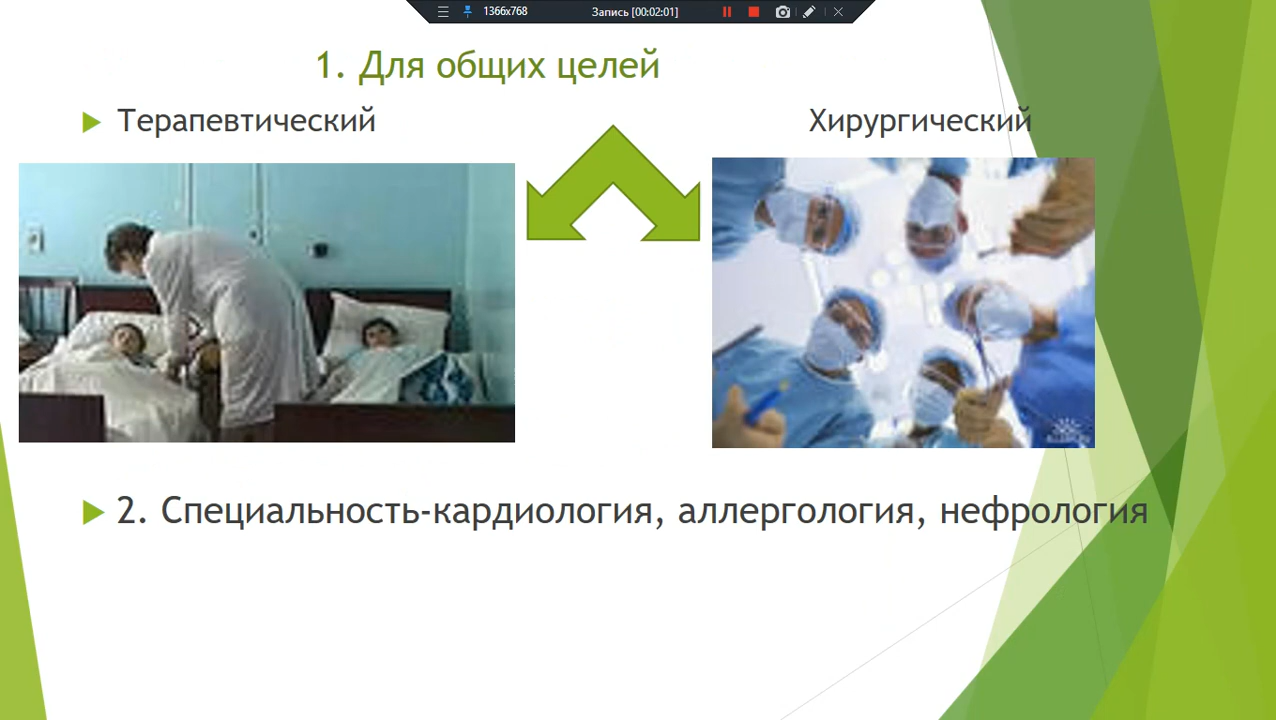 1366x768 Запись [00:02:01]
1. Для общих целей
Терапевтический Хирургический
2. Специальность-кардиология, аллергология, нефрология